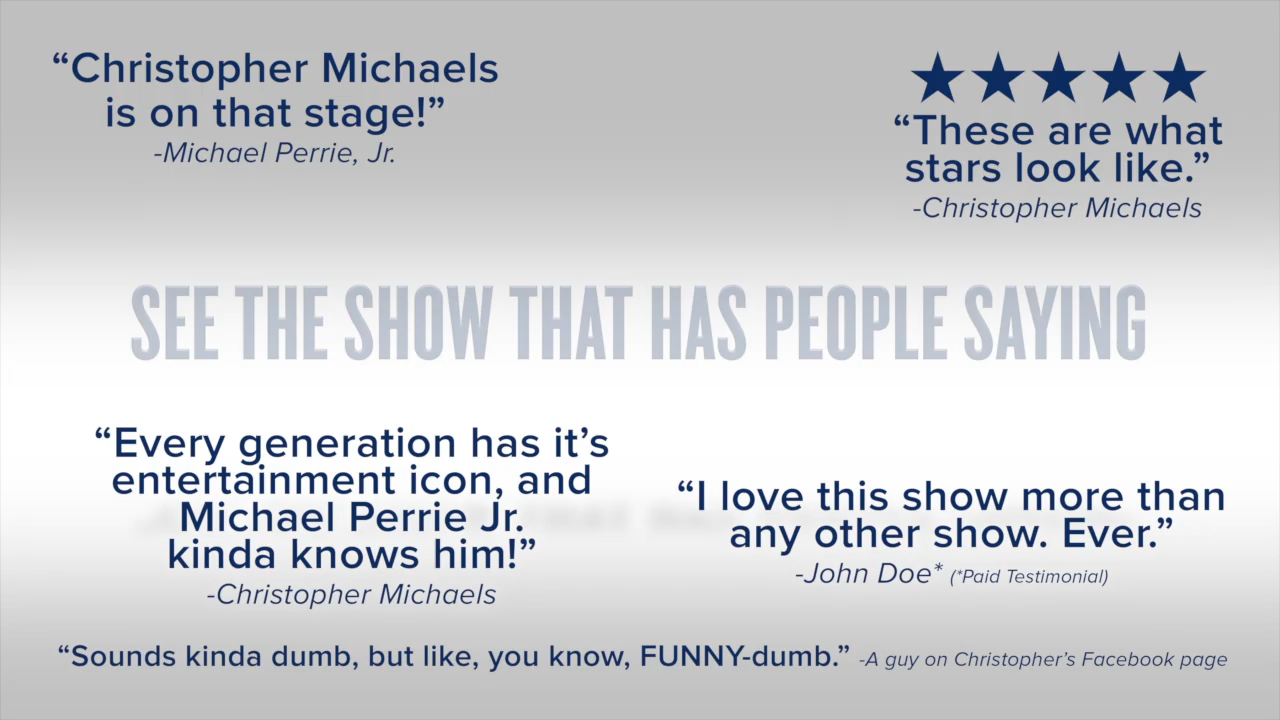 “Christopher Michaels
is on that stage!”
-Michael Perrie, Jr.
“These are what
stars look like.”
-Christopher Michaels
SEE THE SHOW THAT HAS PEOPLE SAYING
“Every generation has it’s
entertainment icon, and
Michael Perrie Jr.
kinda knows him!”
-Christopher Michaels
“I love this show more than
any other show. Ever.”
-John Doe* (*Paid Testimonial)
“Sounds kinda dumb, but like, you know, FUNNY-dumb.” -A guy on Christopher’s Facebook page